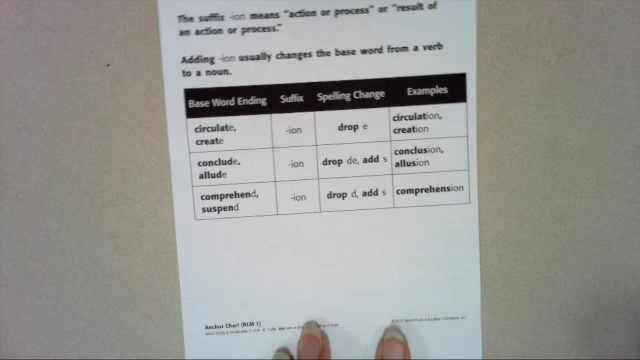 The suffix -ion means "action or process" or "result of
an action or process."
Adding -ion usually changes the base word from a verb
to a noun.
Base Word Ending Suffix Spelling Change Examples
circulate,
create
-ion
drop e
circulation,
creation
conclude,
allude
-ion
drop de, add s
conclusion,
allusion
comprehend,
suspend
-ion
drop d, add s
comprehension
Anchor Chart (BLM 1)